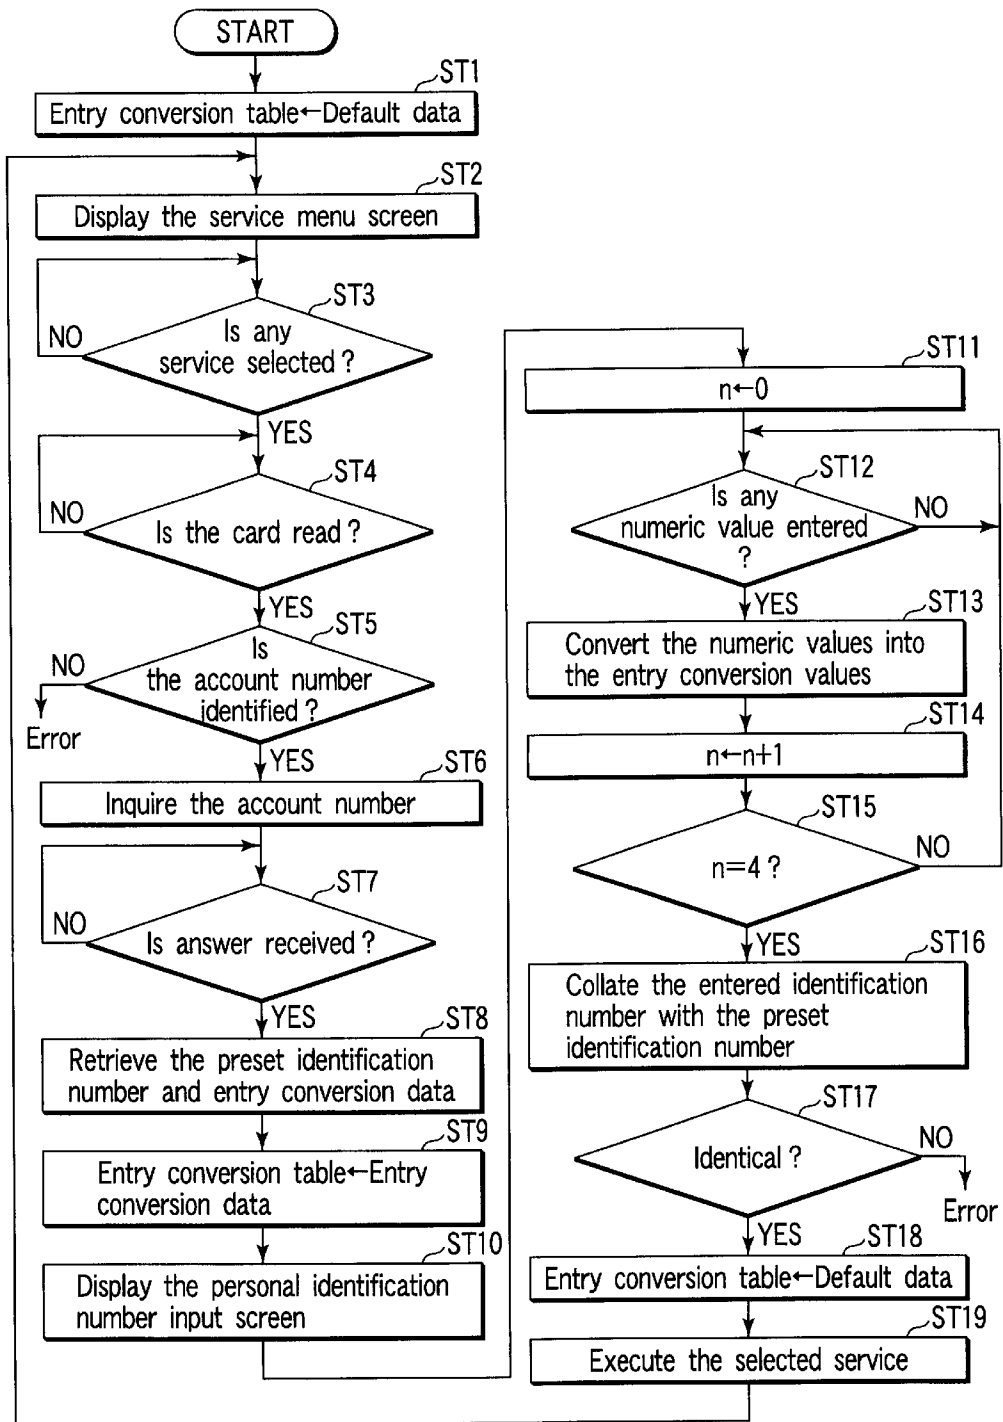 START
ST1
Entry conversion table←Default data
ST2
Display the service menu screen
ST3
Is any
service selected?
NO
YES
ST4
Is the card read?
NO
YES
ST5
Is
the account number
identified?
NO
Error
YES
ST6
Inquire the account number
ST7
Is answer received?
NO
YES
ST8
Retrieve the preset identification
number and entry conversion data
ST9
Entry conversion table←Entry
conversion data
ST10
Display the personal identification
number input screen
ST11
n←0
ST12
Is any
numeric value entered
?
NO
YES
ST13
Convert the numeric values into
the entry conversion values
ST14
n←n+1
ST15
n=4?
NO
YES
ST16
Collate the entered identification
number with the preset
identification number
ST17
Identical?
NO
Error
YES
ST18
Entry conversion table←Default data
ST19
Execute the selected service